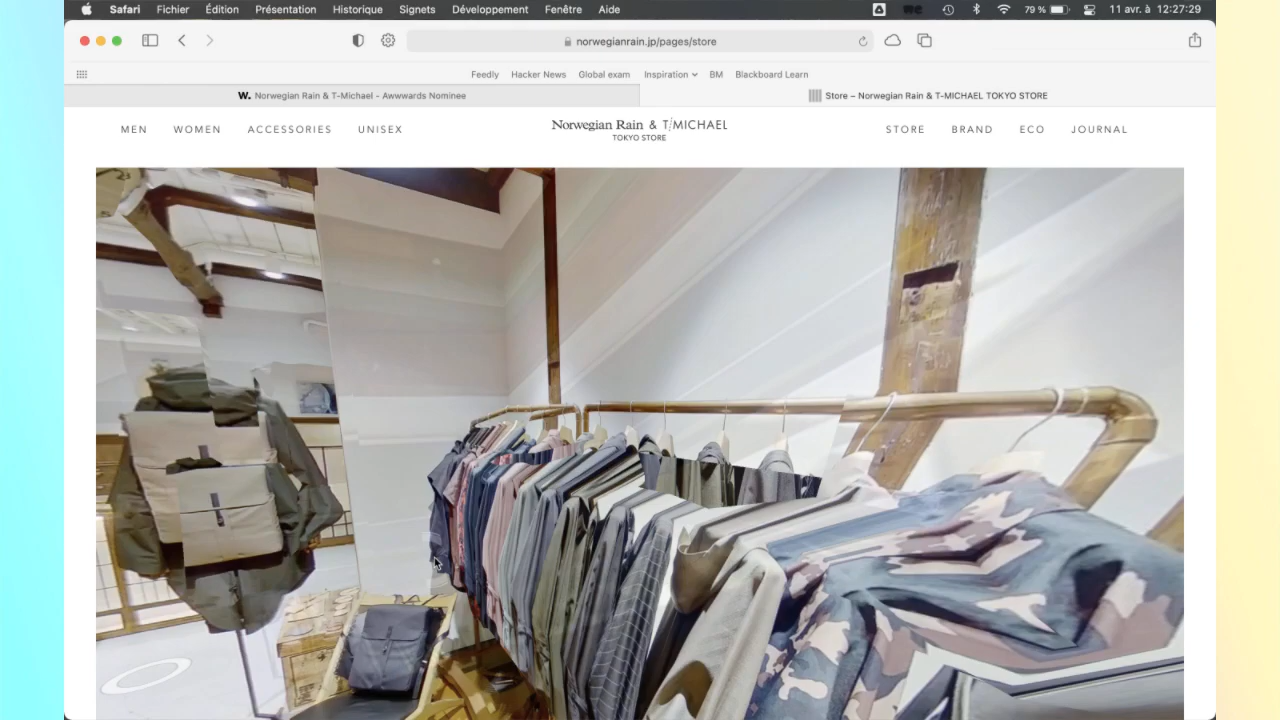 Safari Fichier Édition Présentation Historique Signets Développement Fenêtre Aide 79 % 11 avr. à 12:27:29
norwegianrain.jp/pages/store
Feedly Hacker News Global exam Inspiration BM Blackboard Learn
W. Norwegian Rain & T-Michael - Awwwards Nominee
Store – Norwegian Rain & T-MICHAEL TOKYO STORE
MEN WOMEN ACCESSORIES UNISEX
Norwegian Rain & T/MICHAEL
TOKYO STORE
STORE BRAND ECO JOURNAL